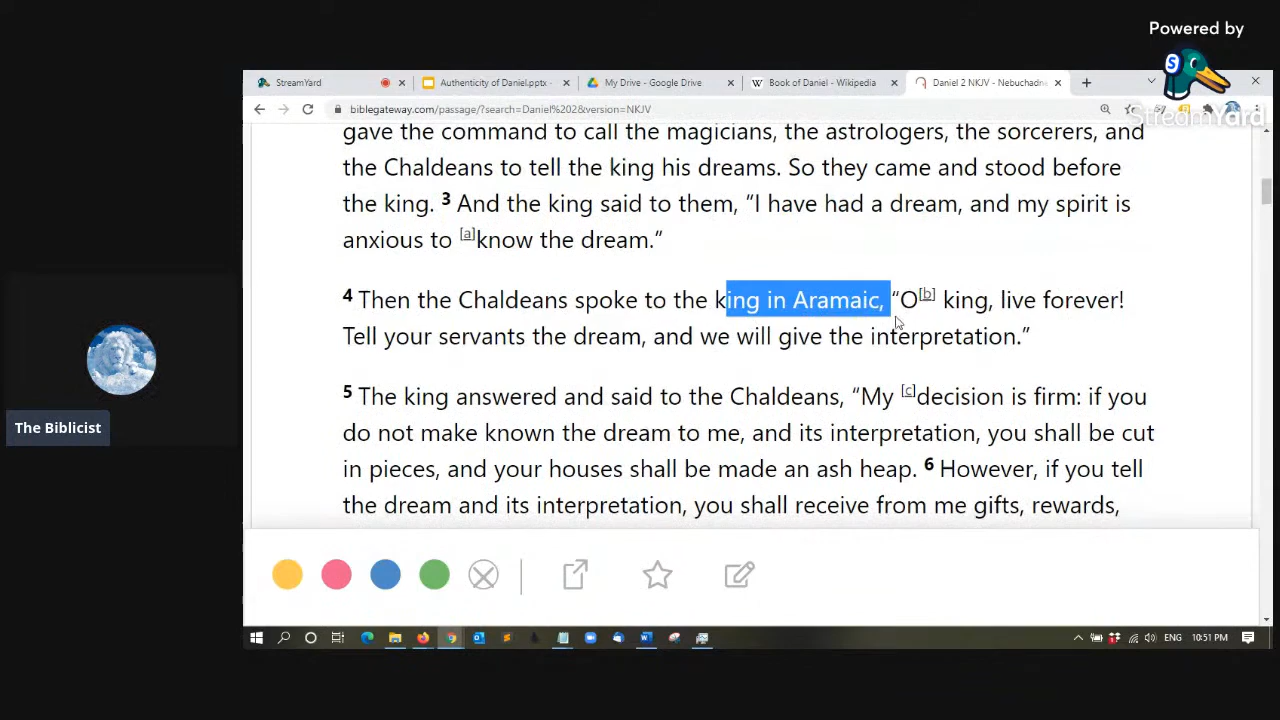 Powered by
StreamYard
StreamYard
Authenticity of Daniel.pptx -
My Drive - Google Drive
Book of Daniel - Wikipedia
Daniel 2 NKJV - Nebuchadne
biblegateway.com/passage/?search=Daniel%202&version=NKJV
gave the command to call the magicians, the astrologers, the sorcerers, and
the Chaldeans to tell the king his dreams. So they came and stood before
the king. 3 And the king said to them, “I have had a dream, and my spirit is
anxious to [a]know the dream.”
4 Then the Chaldeans spoke to the king in Aramaic, “O[b] king, live forever!
Tell your servants the dream, and we will give the interpretation.”
5 The king answered and said to the Chaldeans, “My [c]decision is firm: if you
do not make known the dream to me, and its interpretation, you shall be cut
in pieces, and your houses shall be made an ash heap. 6 However, if you tell
the dream and its interpretation, you shall receive from me gifts, rewards,
The Biblicist
ENG 10:51 PM